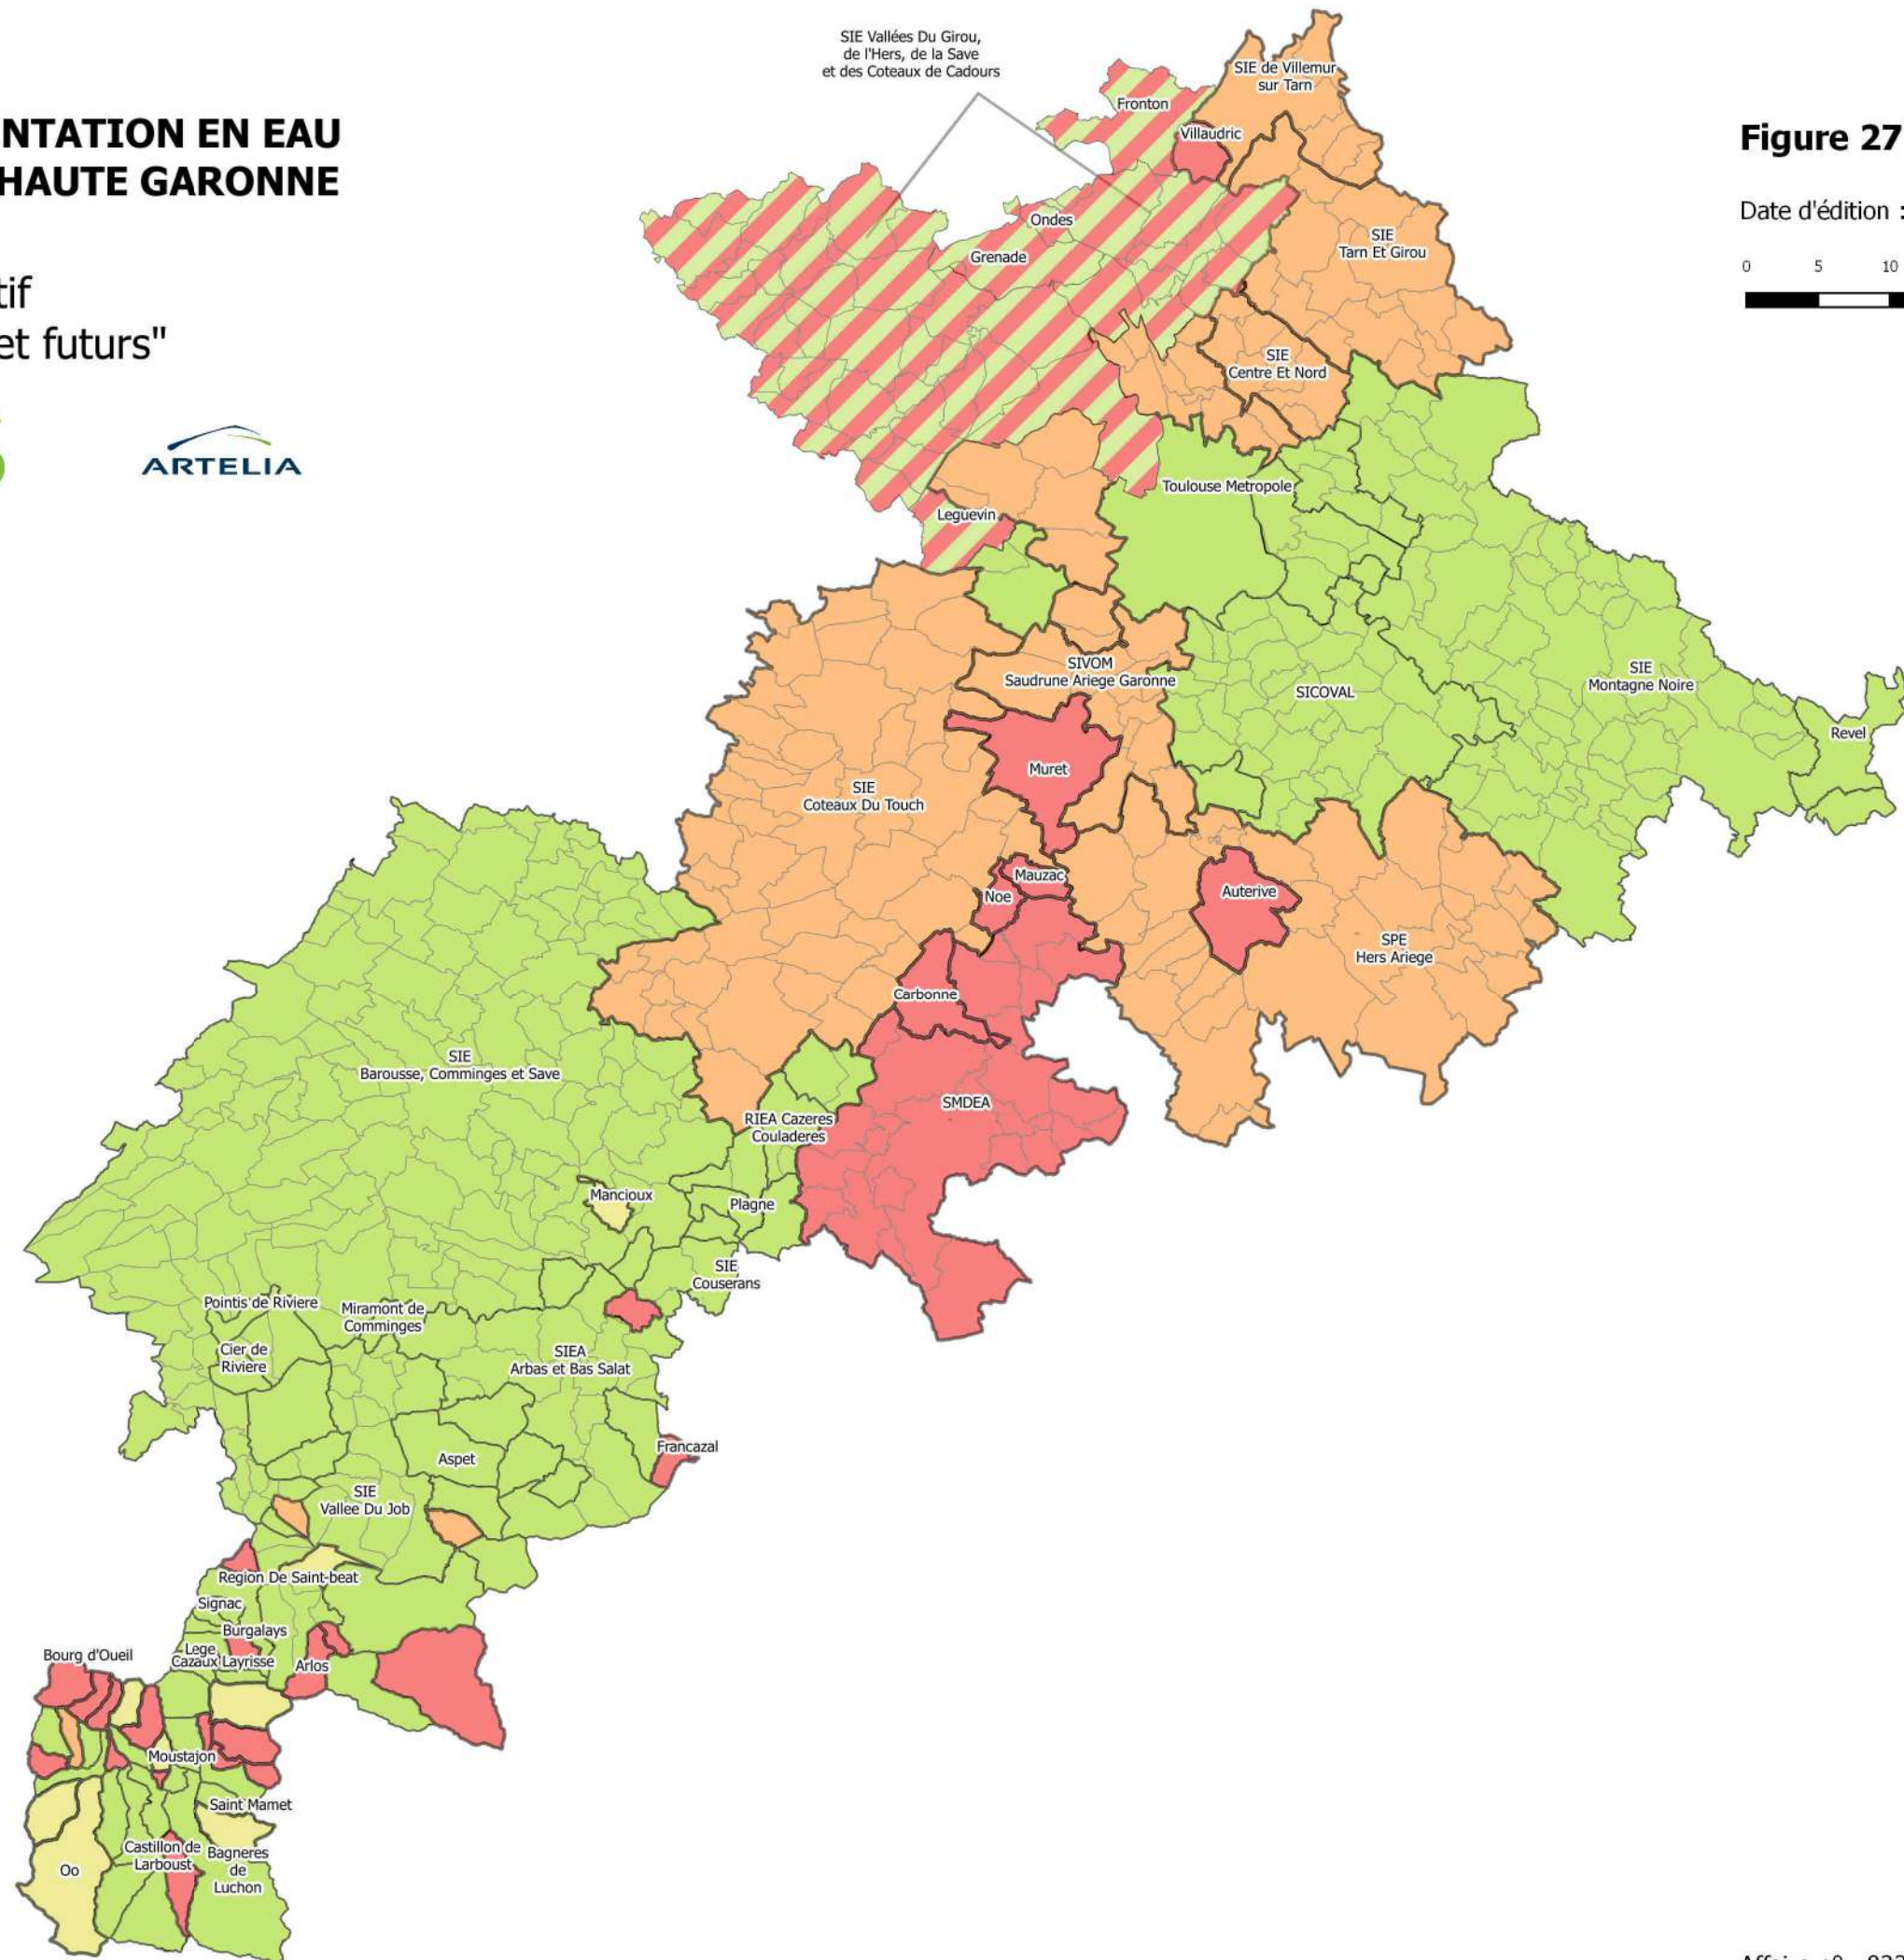 NTATION EN EAU
HAUTE GARONNE
tif
et futurs"
ARTELIA
Figure 27
Date d'édition :
0 5 10
SIE Vallées Du Girou,
de l'Hers, de la Save
et des Coteaux de Cadours
SIE de Villemur
sur Tarn
Fronton
Villaudric
Ondes
Grenade
SIE
Tarn Et Girou
SIE
Centre Et Nord
Toulouse Metropole
Leguevin
SIVOM
Saudrune Ariege Garonne
SICOVAL
SIE
Montagne Noire
Revel
Muret
SIE
Coteaux Du Touch
Mauzac
Noe
Auterive
SPE
Hers Ariege
Carbonne
SIE
Barousse, Comminges et Save
SMDEA
RIEA Cazeres
Couladeres
Mancioux
Plagne
SIE
Couserans
Pointis de Riviere
Miramont de
Comminges
Cier de
Riviere
SIEA
Arbas et Bas Salat
Francazal
Aspet
SIE
Vallee Du Job
Region De Saint-beat
Signac
Burgalays
Lege
Cazaux Layrisse
Arlos
Bourg d'Oueil
Moustajon
Saint Mamet
Castillon de
Larboust
Bagneres
de
Luchon
Oo